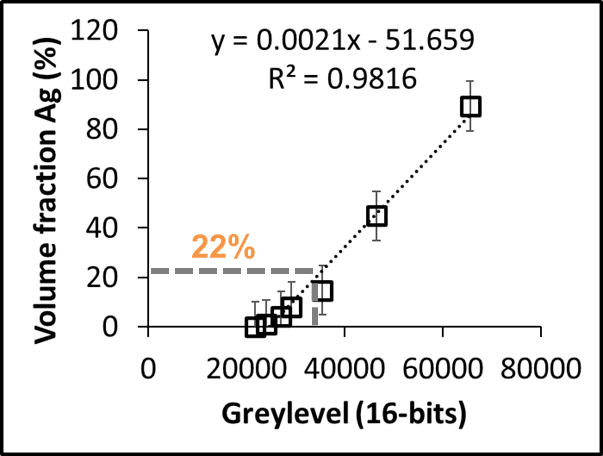 y = 0.0021x - 51.659
R² = 0.9816
Volume fraction Ag (%)
120
100
80
60
40
20
0
22%
0 20000 40000 60000 80000
Greylevel (16-bits)